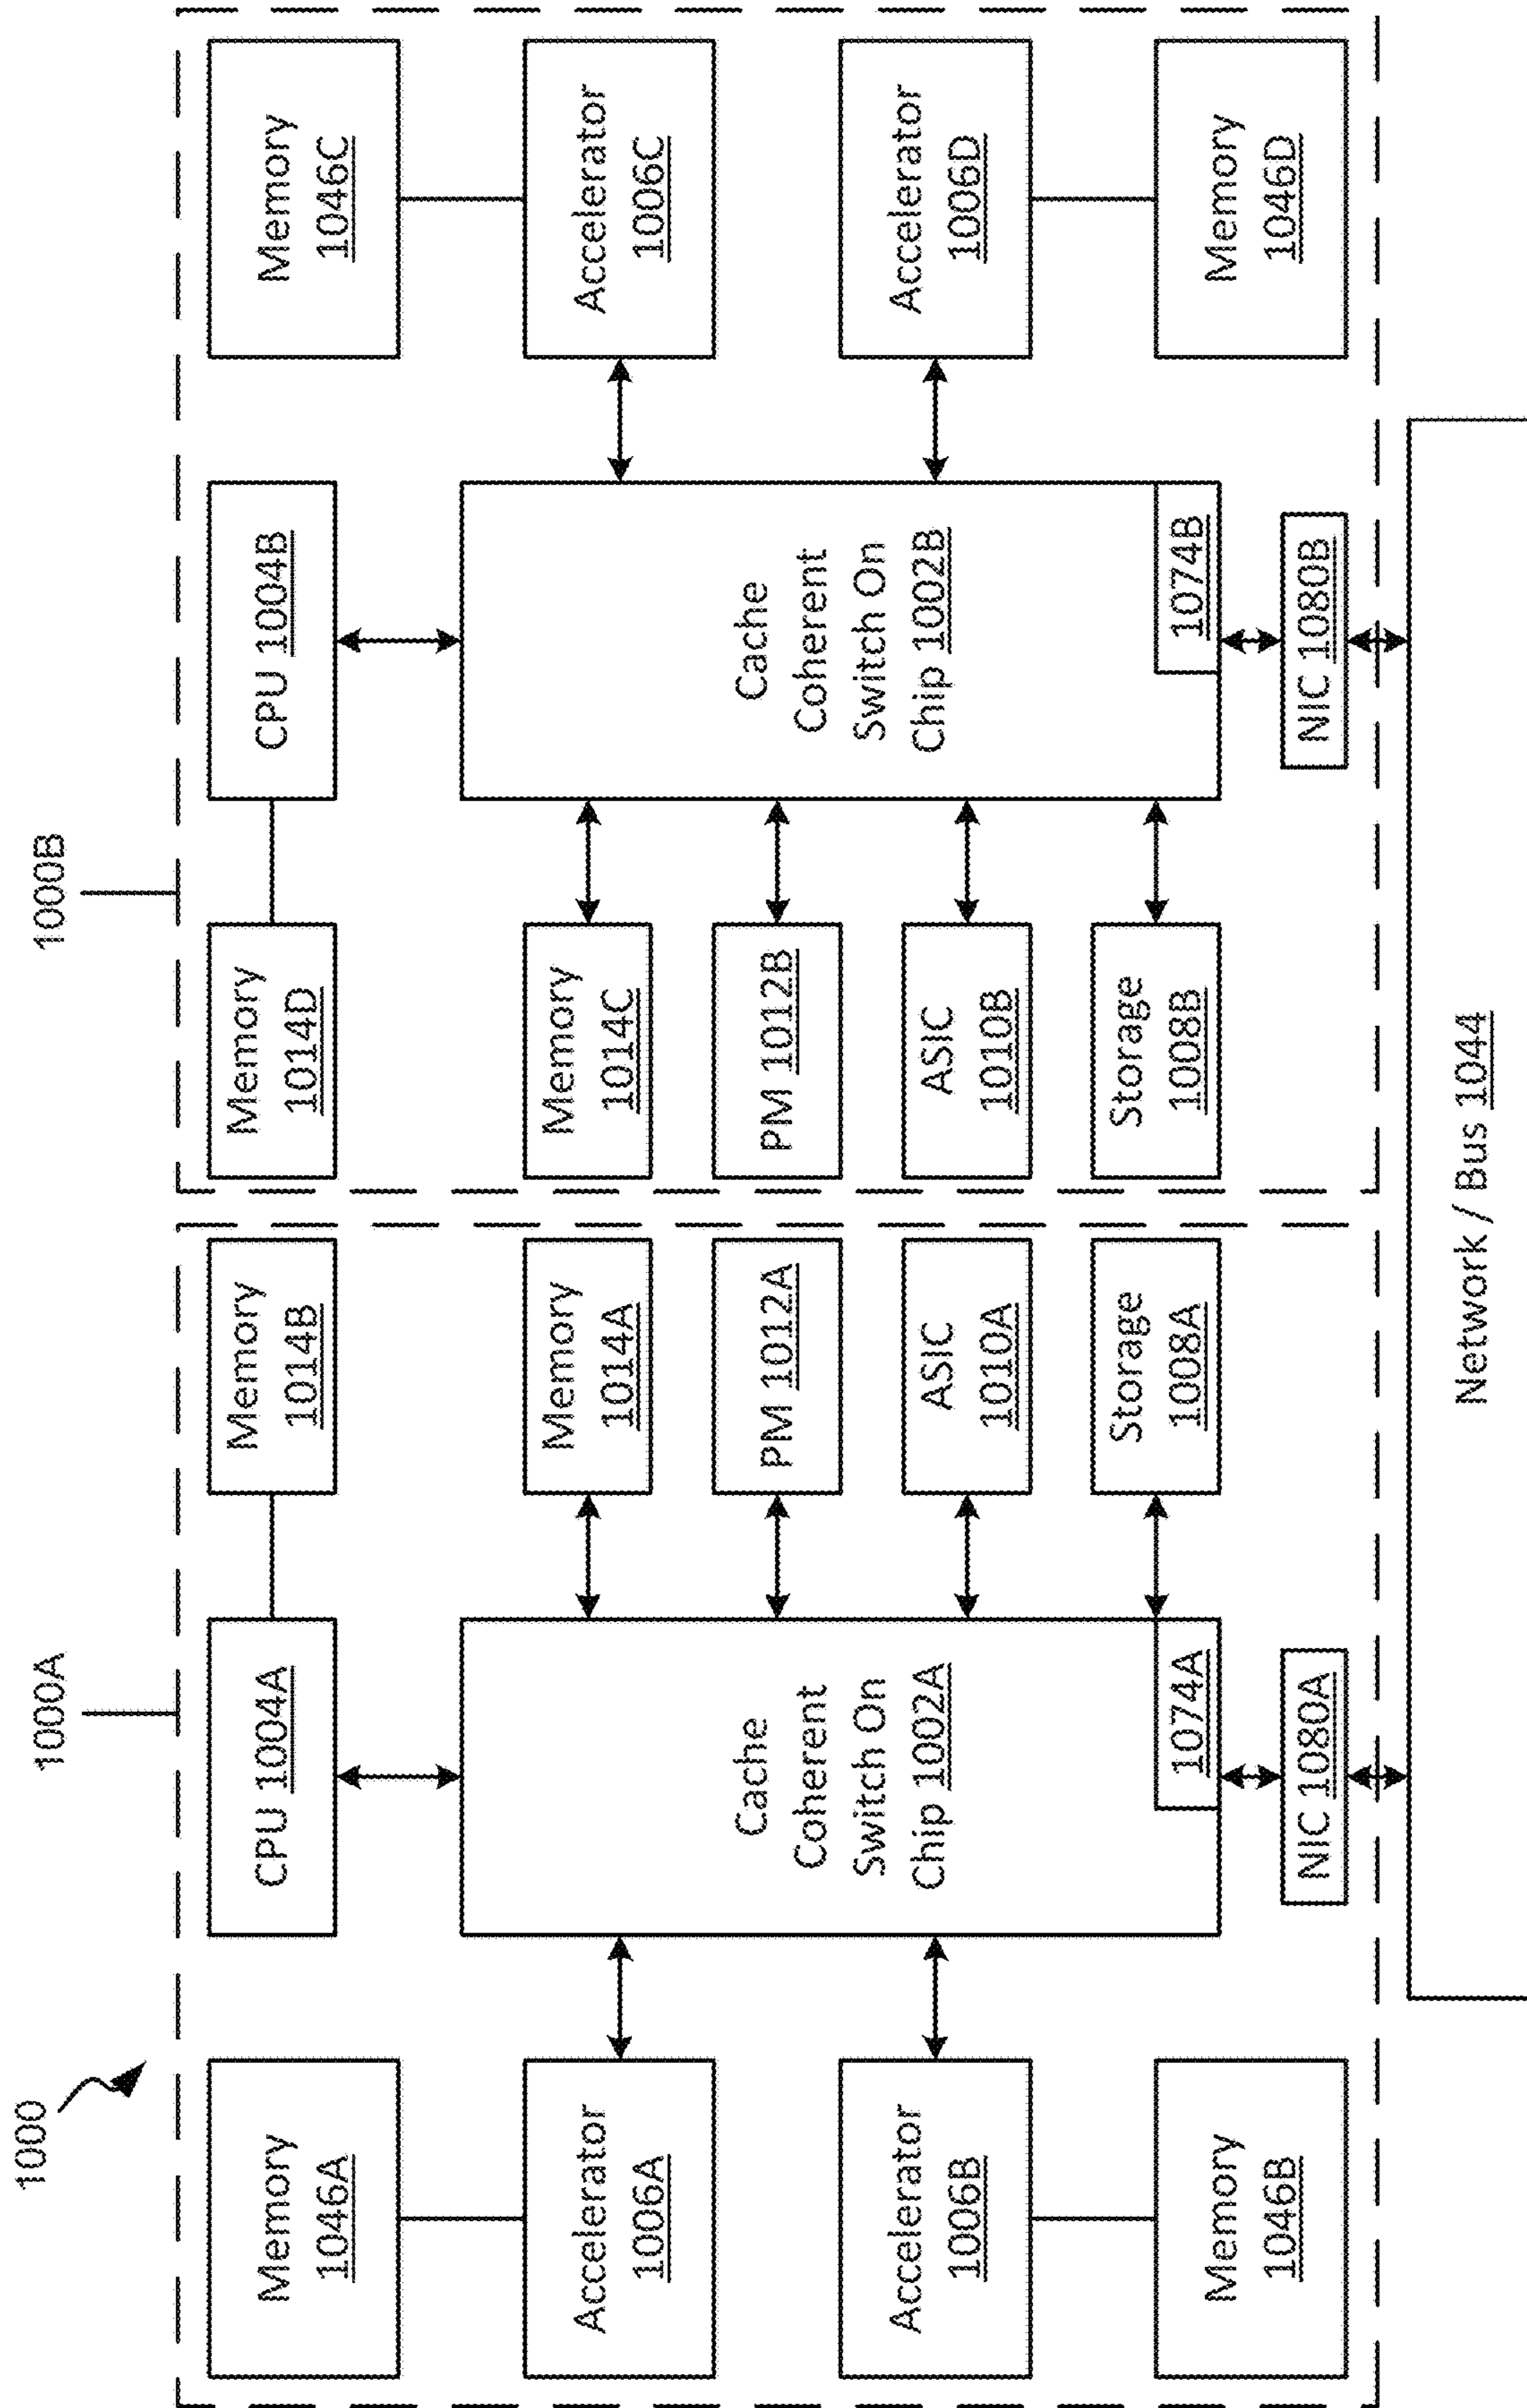 1000
1000A
1000B
Memory
1046A
CPU 1004A
Memory
1014B
Memory
1014D
CPU 1004B
Memory
1046C
Accelerator
1006A
Cache
Coherent
Switch On
Chip 1002A
Memory
1014A
PM 1012A
Memory
1014C
PM 1012B
Cache
Coherent
Switch On
Chip 1002B
Accelerator
1006C
Accelerator
1006B
ASIC
1010A
ASIC
1010B
Accelerator
1006D
Memory
1046B
1074A
Storage
1008A
Storage
1008B
1074B
Memory
1046D
NIC 1080A
NIC 1080B
Network / Bus 1044